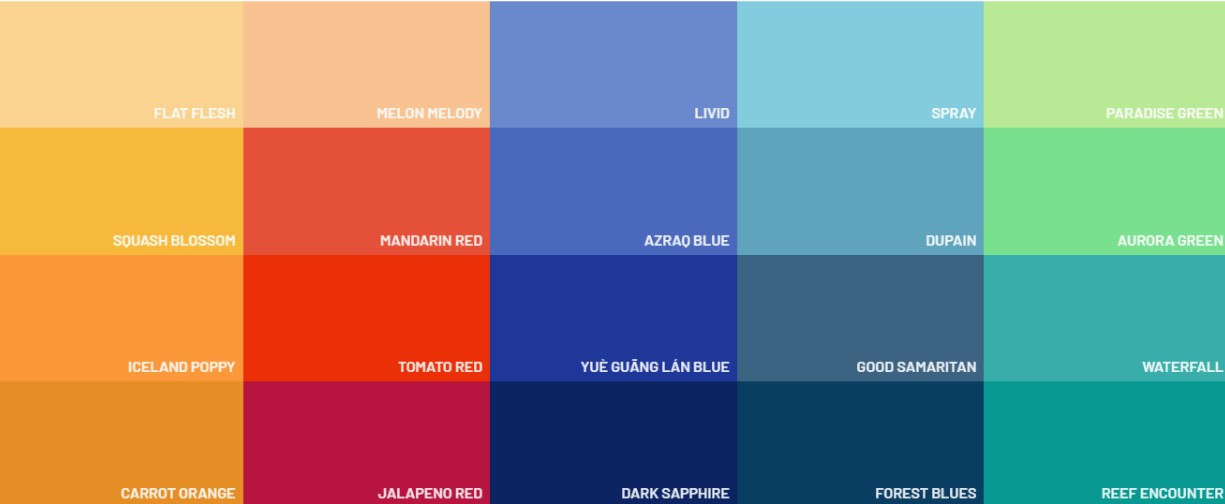 FLAT FLESH
MELON MELODY
LIVID
SPRAY
PARADISE GREEN
SQUASH BLOSSOM
MANDARIN RED
AZRAQ BLUE
DUPAIN
AURORA GREEN
ICELAND POPPY
TOMATO RED
YUÈ GUĀNG LÁN BLUE
GOOD SAMARITAN
WATERFALL
CARROT ORANGE
JALAPENO RED
DARK SAPPHIRE
FOREST BLUES
REEF ENCOUNTER